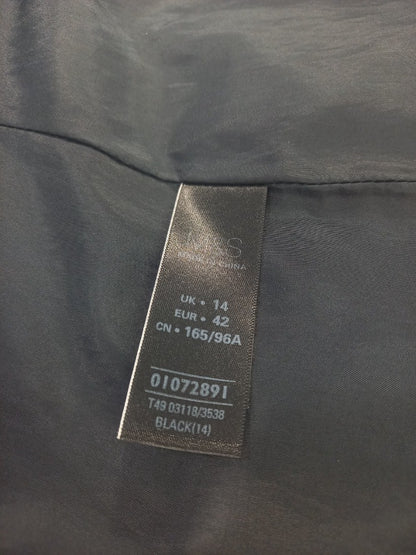 M&S
MADE IN CHINA
UK • 14
EUR • 42
CN • 165/96A
01072891
T49 03118/3538
BLACK(14)